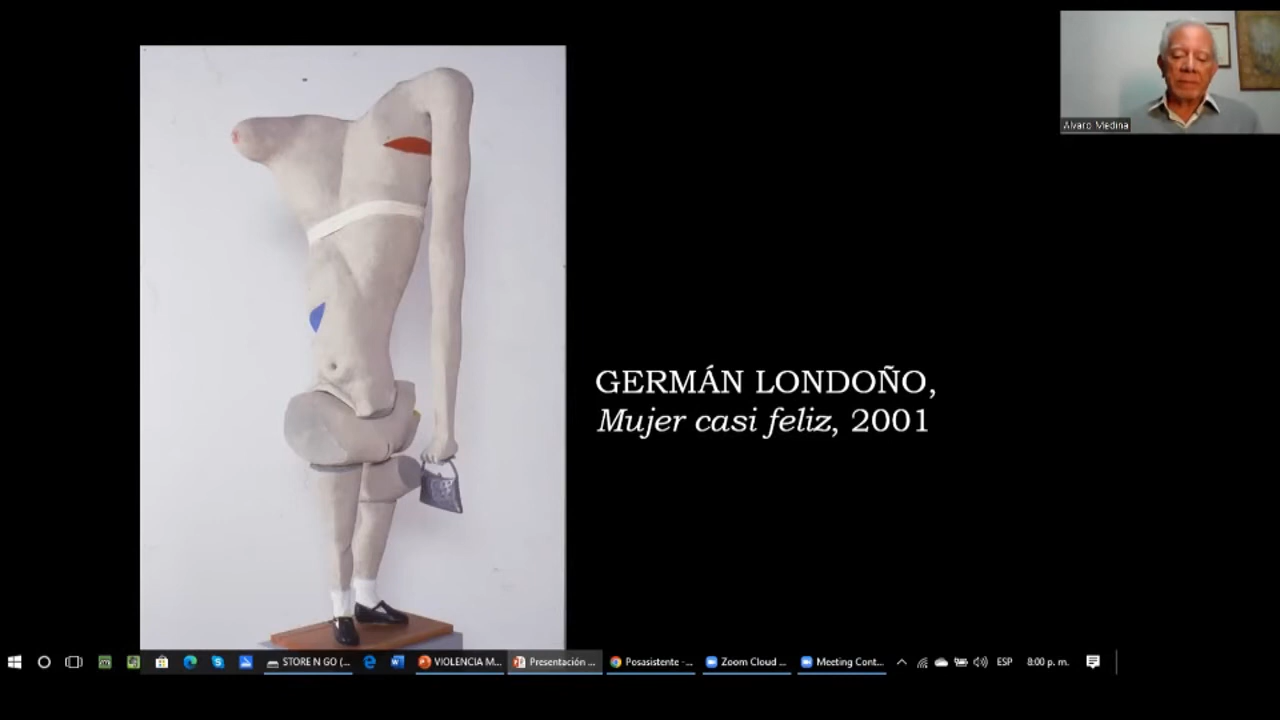 Alvaro Medina
GERMÁN LONDOÑO,
Mujer casi feliz, 2001
STORE N GO (...
VIOLENCIA M...
Presentación ...
Posasistente -...
Zoom Cloud ...
Meeting Cont...
ESP
8:00 p. m.